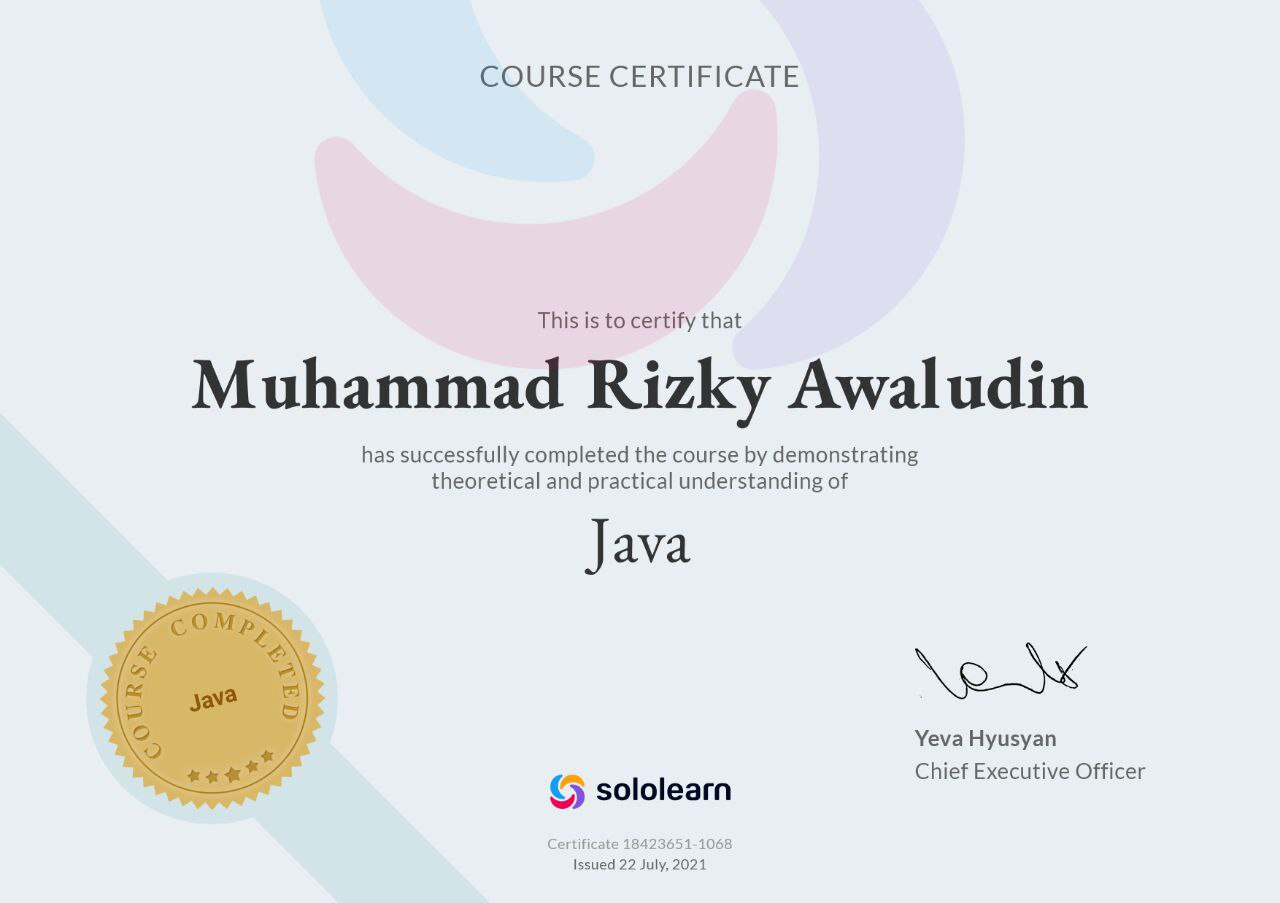 COURSE CERTIFICATE
This is to certify that
Muhammad Rizky Awaludin
has successfully completed the course by demonstrating
theoretical and practical understanding of
Java
COURSE COMPLETED
Java
Yeva Hyusyan
Chief Executive Officer
sololearn
Certificate 18423651-1068
Issued 22 July, 2021